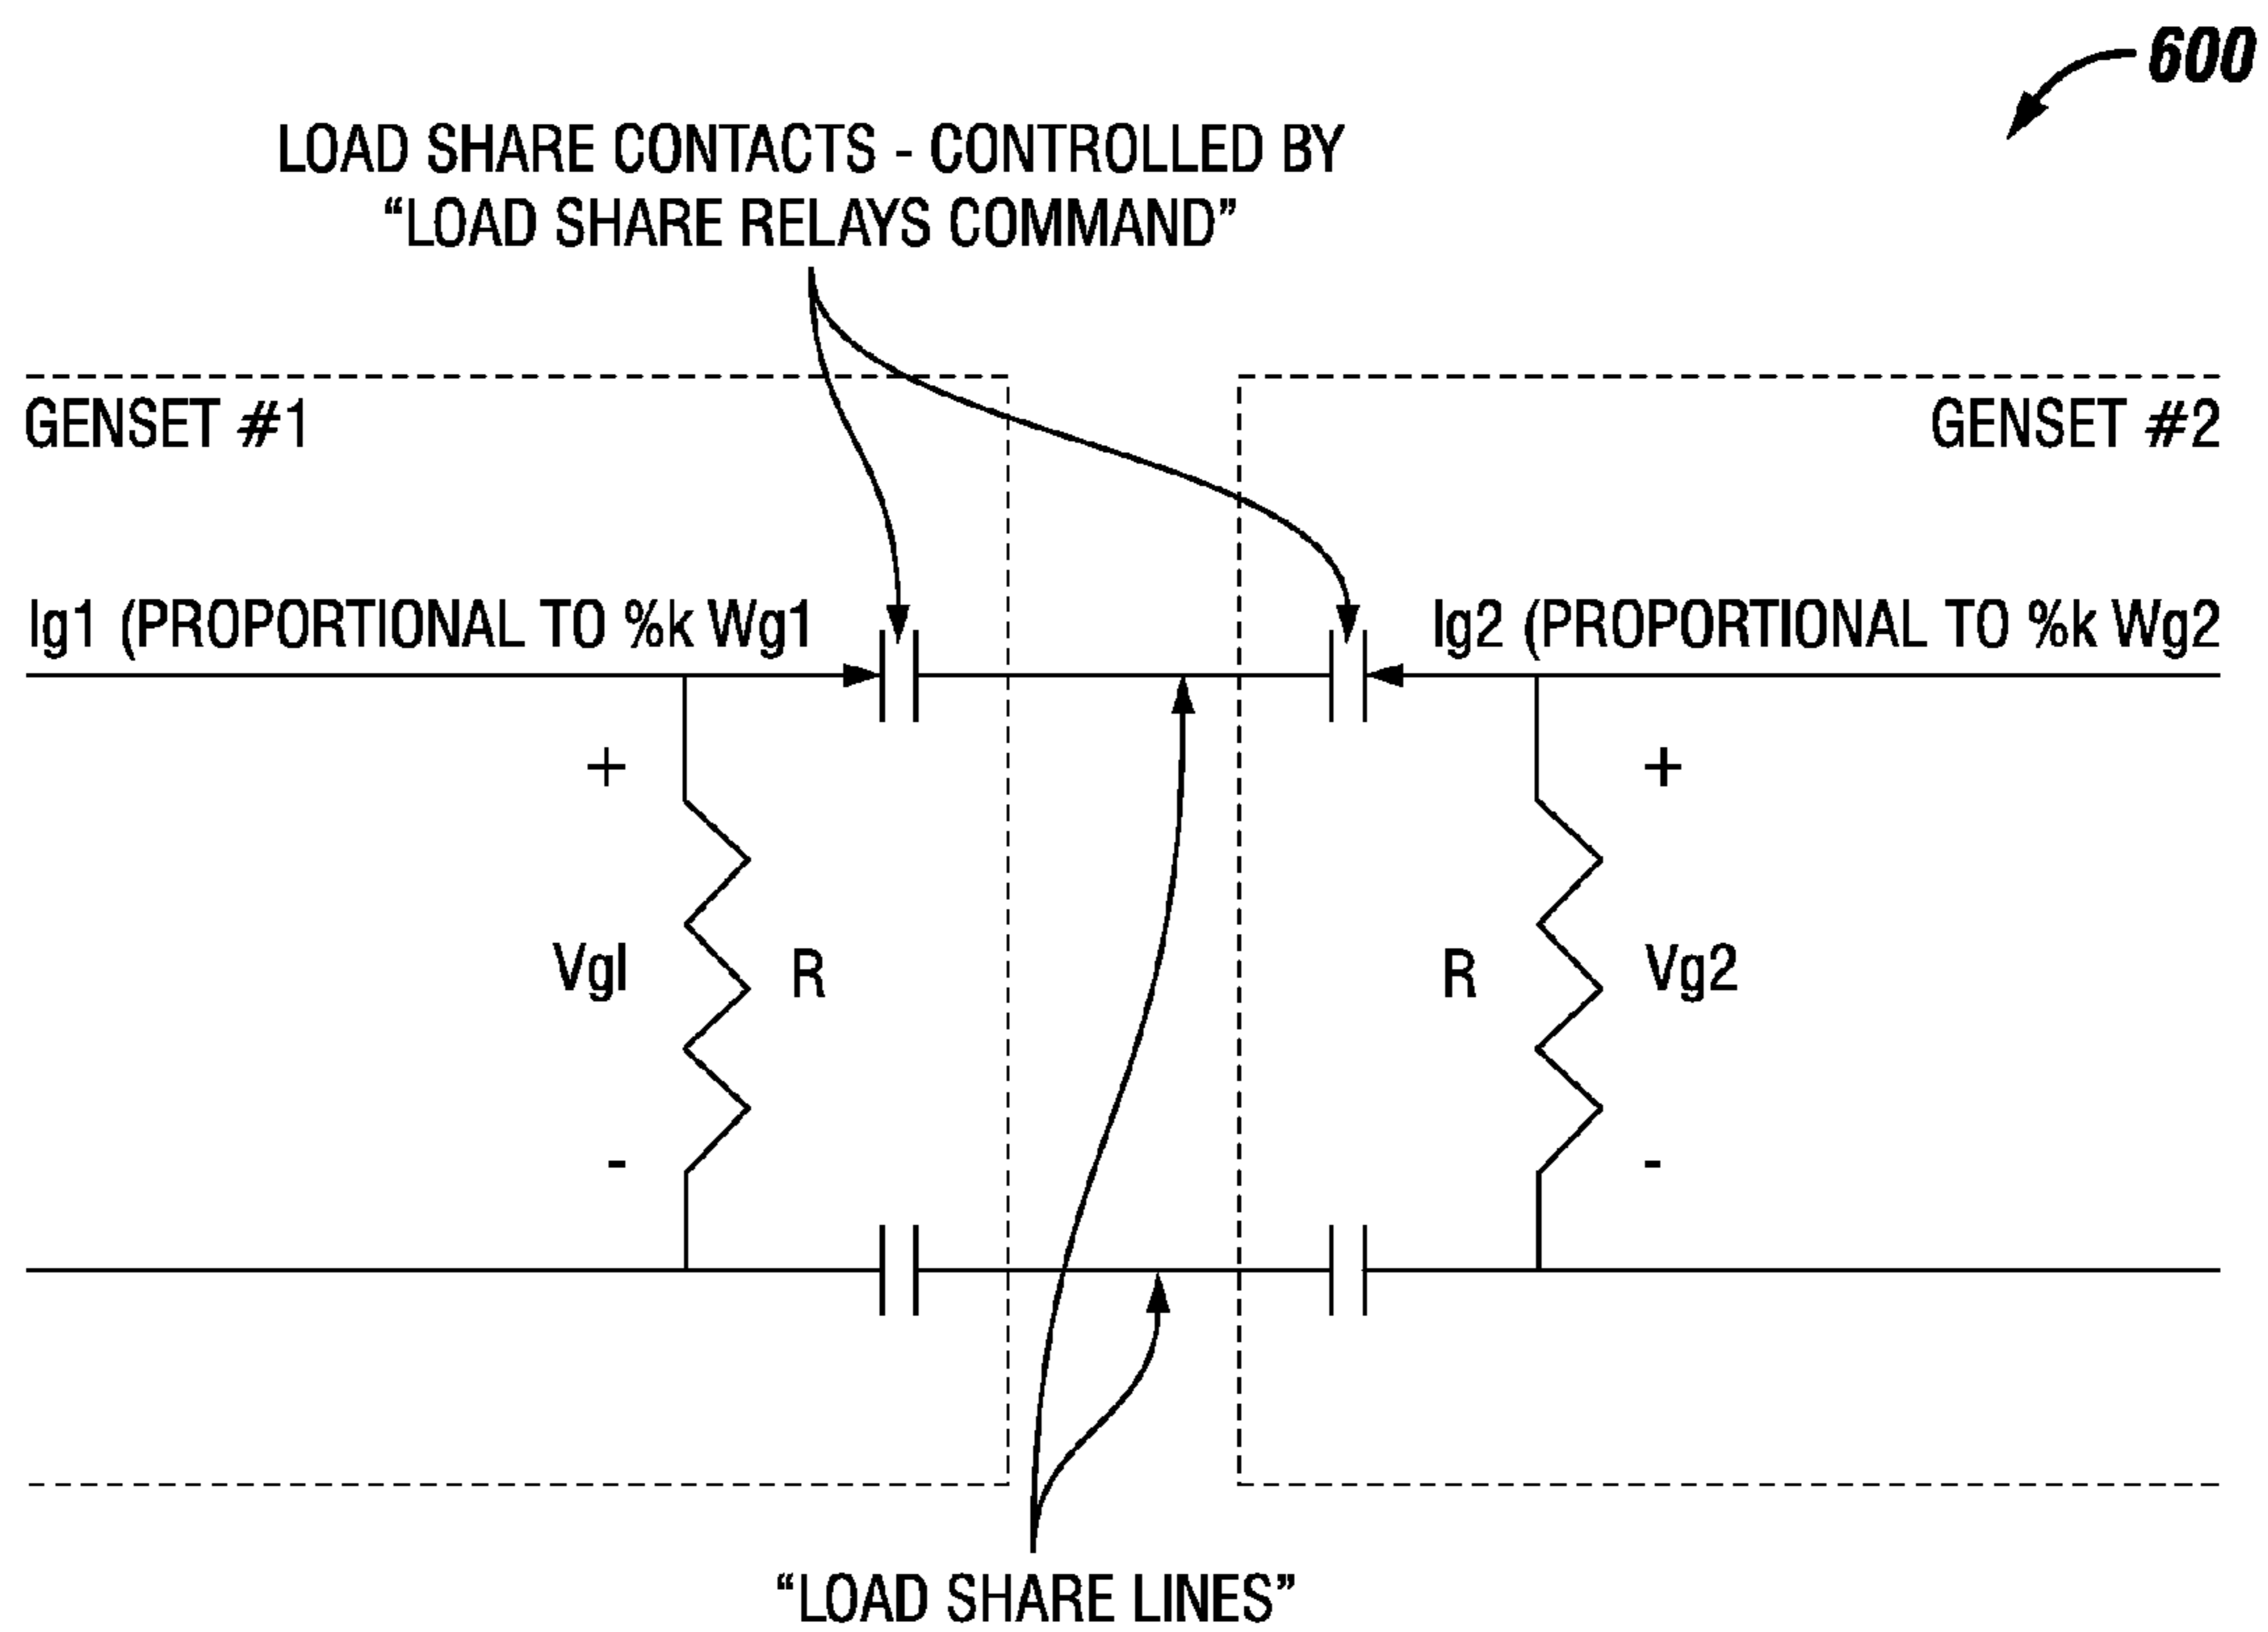 600
LOAD SHARE CONTACTS - CONTROLLED BY
“LOAD SHARE RELAYS COMMAND”
GENSET #1
GENSET #2
Ig1 (PROPORTIONAL TO %k Wg1
Ig2 (PROPORTIONAL TO %k Wg2
+
+
Vgl
R
R
Vg2
-
-
“LOAD SHARE LINES”